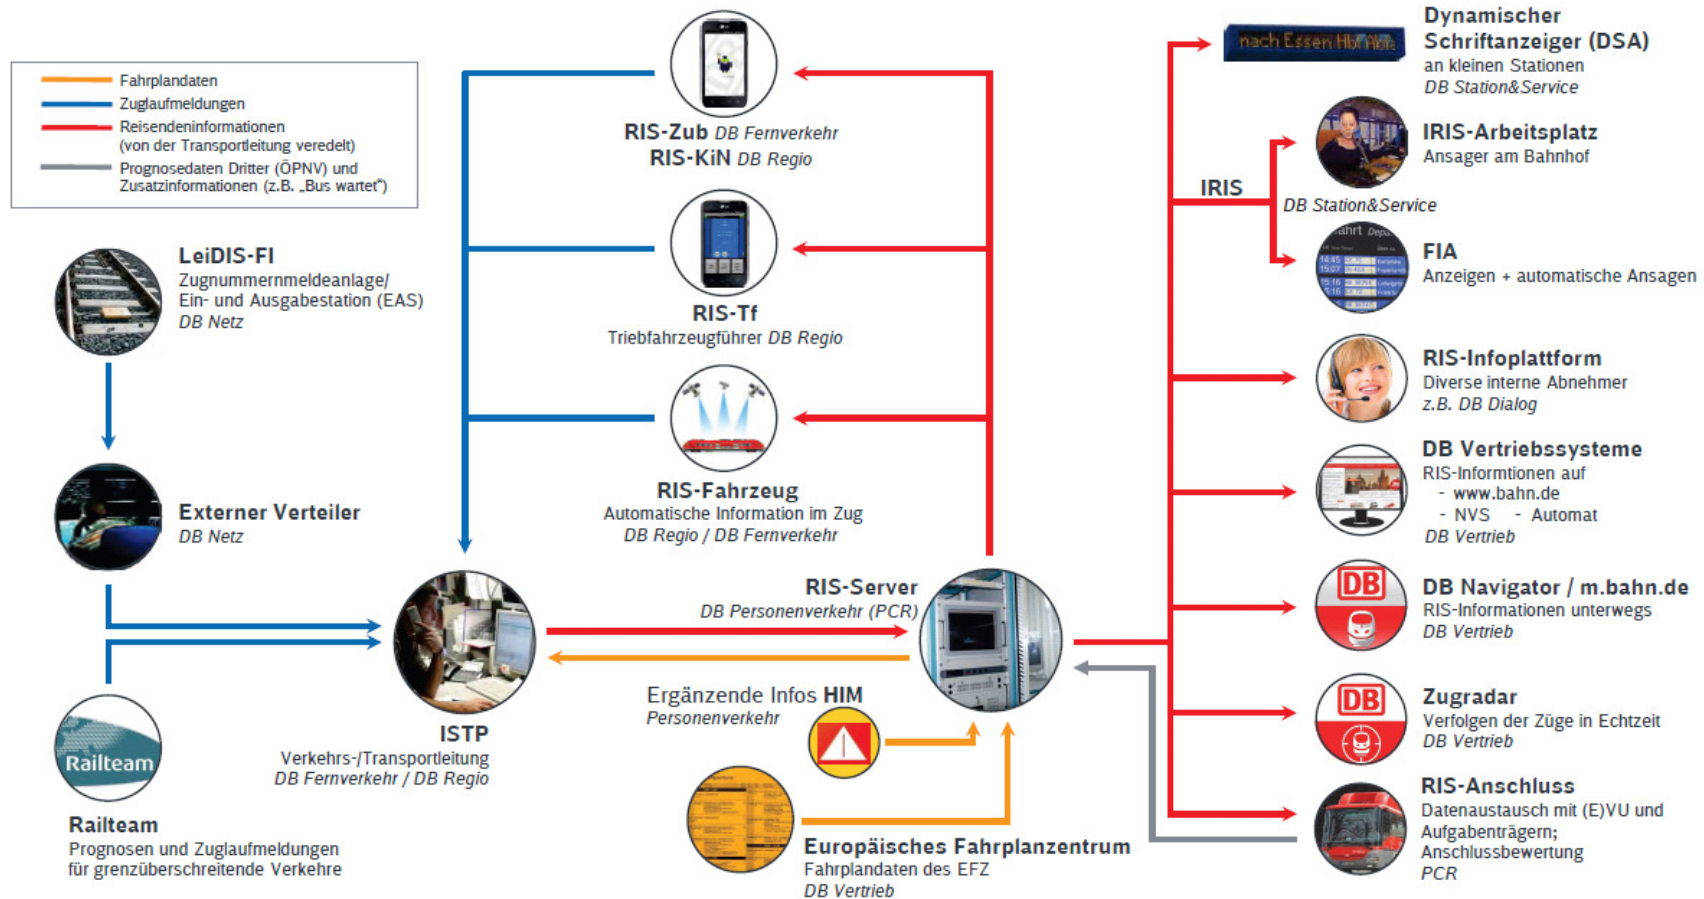 Fahrplandaten
Zuglaufmeldungen
Reisendeninformationen
(von der Transportleitung veredelt)
Prognosedaten Dritter (ÖPNV) und
Zusatzinformationen (z.B. „Bus wartet“)
LeiDIS-FI
Zugnummernmeldeanlage/
Ein- und Ausgabestation (EAS)
DB Netz
Externer Verteiler
DB Netz
Railteam
Railteam
Prognosen und Zuglaufmeldungen
für grenzüberschreitende Verkehre
RIS-Zub DB Fernverkehr
RIS-KiN DB Regio
RIS-Tf
Triebfahrzeugführer DB Regio
RIS-Fahrzeug
Automatische Information im Zug
DB Regio / DB Fernverkehr
ISTP
Verkehrs-/Transportleitung
DB Fernverkehr / DB Regio
RIS-Server
DB Personenverkehr (PCR)
Ergänzende Infos HIM
Personenverkehr
Europäisches Fahrplanzentrum
Fahrplandaten des EFZ
DB Vertrieb
nach Essen Hbf
Dynamischer
Schriftanzeiger (DSA)
an kleinen Stationen
DB Station&Service
IRIS
IRIS-Arbeitsplatz
Ansager am Bahnhof
DB Station&Service
14:45
15:07
15:16
FIA
Anzeigen + automatische Ansagen
RIS-Infoplattform
Diverse interne Abnehmer
z.B. DB Dialog
DB Vertriebssysteme
RIS-Informtionen auf
- www.bahn.de
- NVS - Automat
DB Vertrieb
DB
DB Navigator / m.bahn.de
RIS-Informationen unterwegs
DB Vertrieb
DB
Zugradar
Verfolgen der Züge in Echtzeit
DB Vertrieb
RIS-Anschluss
Datenaustausch mit (E)VU und
Aufgabenträgern;
Anschlussbewertung
PCR